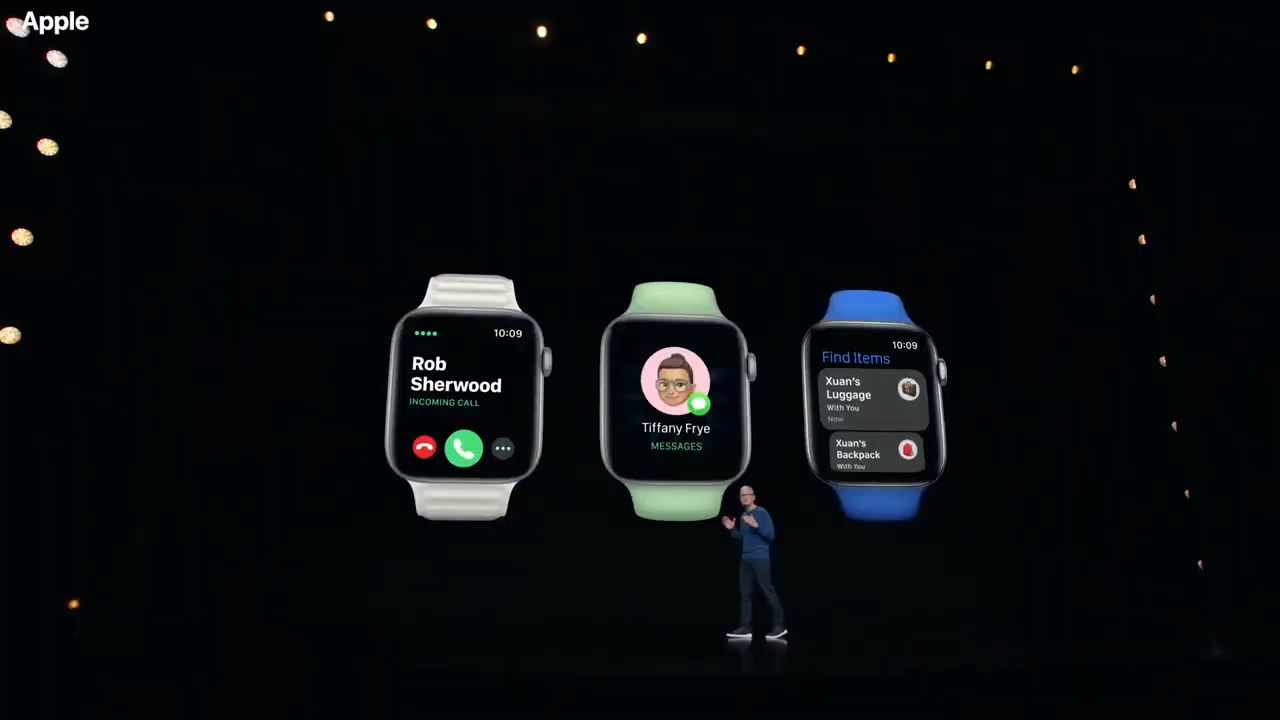 Apple
10:09
Rob
Sherwood
INCOMING CALL
Tiffany Frye
MESSAGES
10:09
Find Items
Xuan's
Luggage
With You
Now
Xuan's
Backpack
With You